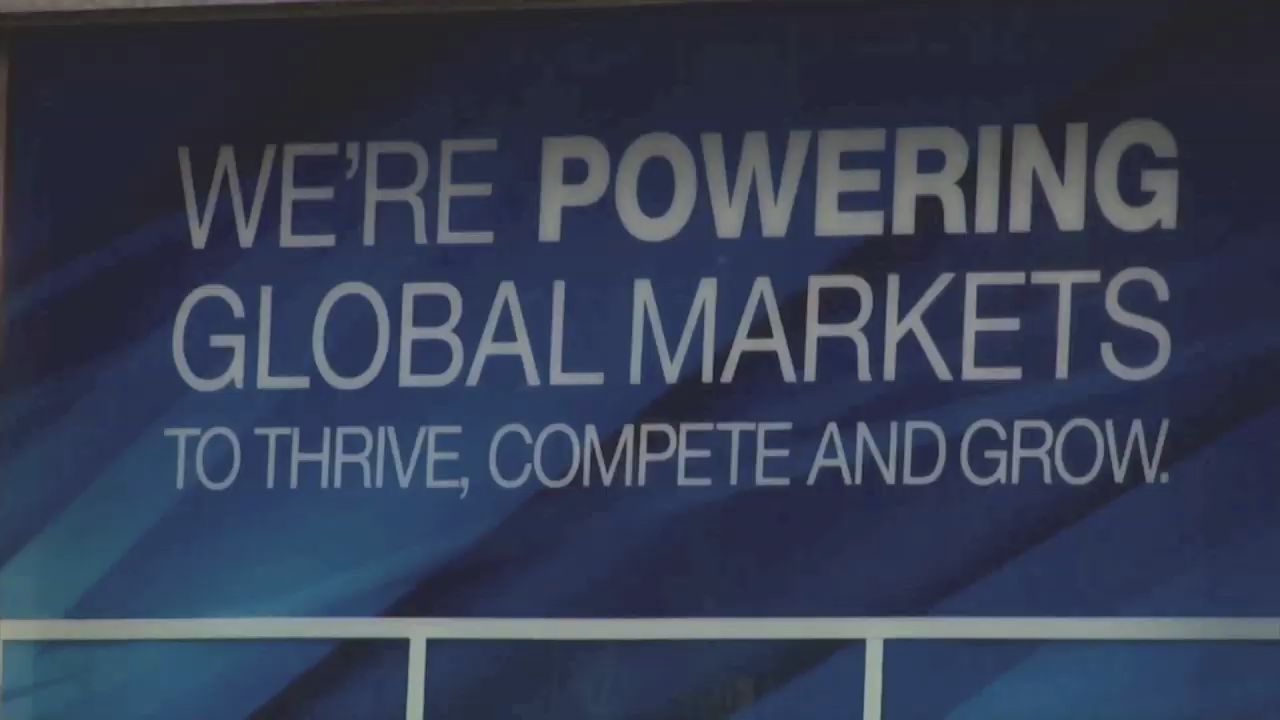 WE'RE POWERING
GLOBAL MARKETS
TO THRIVE, COMPETE AND GROW.